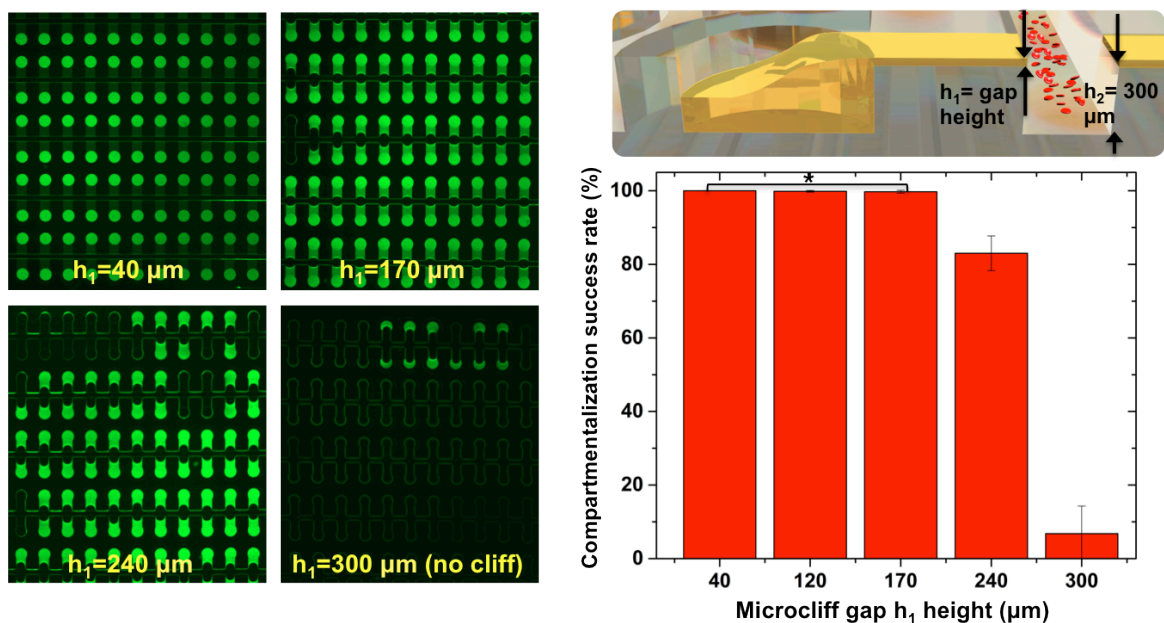 h₁=40 µm
h₁=170 µm
h₁=240 µm
h₁=300 µm (no cliff)
h₁= gap
height
h₂= 300
µm
Compartmentalization success rate (%)
100
80
60
40
20
0
*
40 120 170 240 300
Microcliff gap h₁ height (µm)